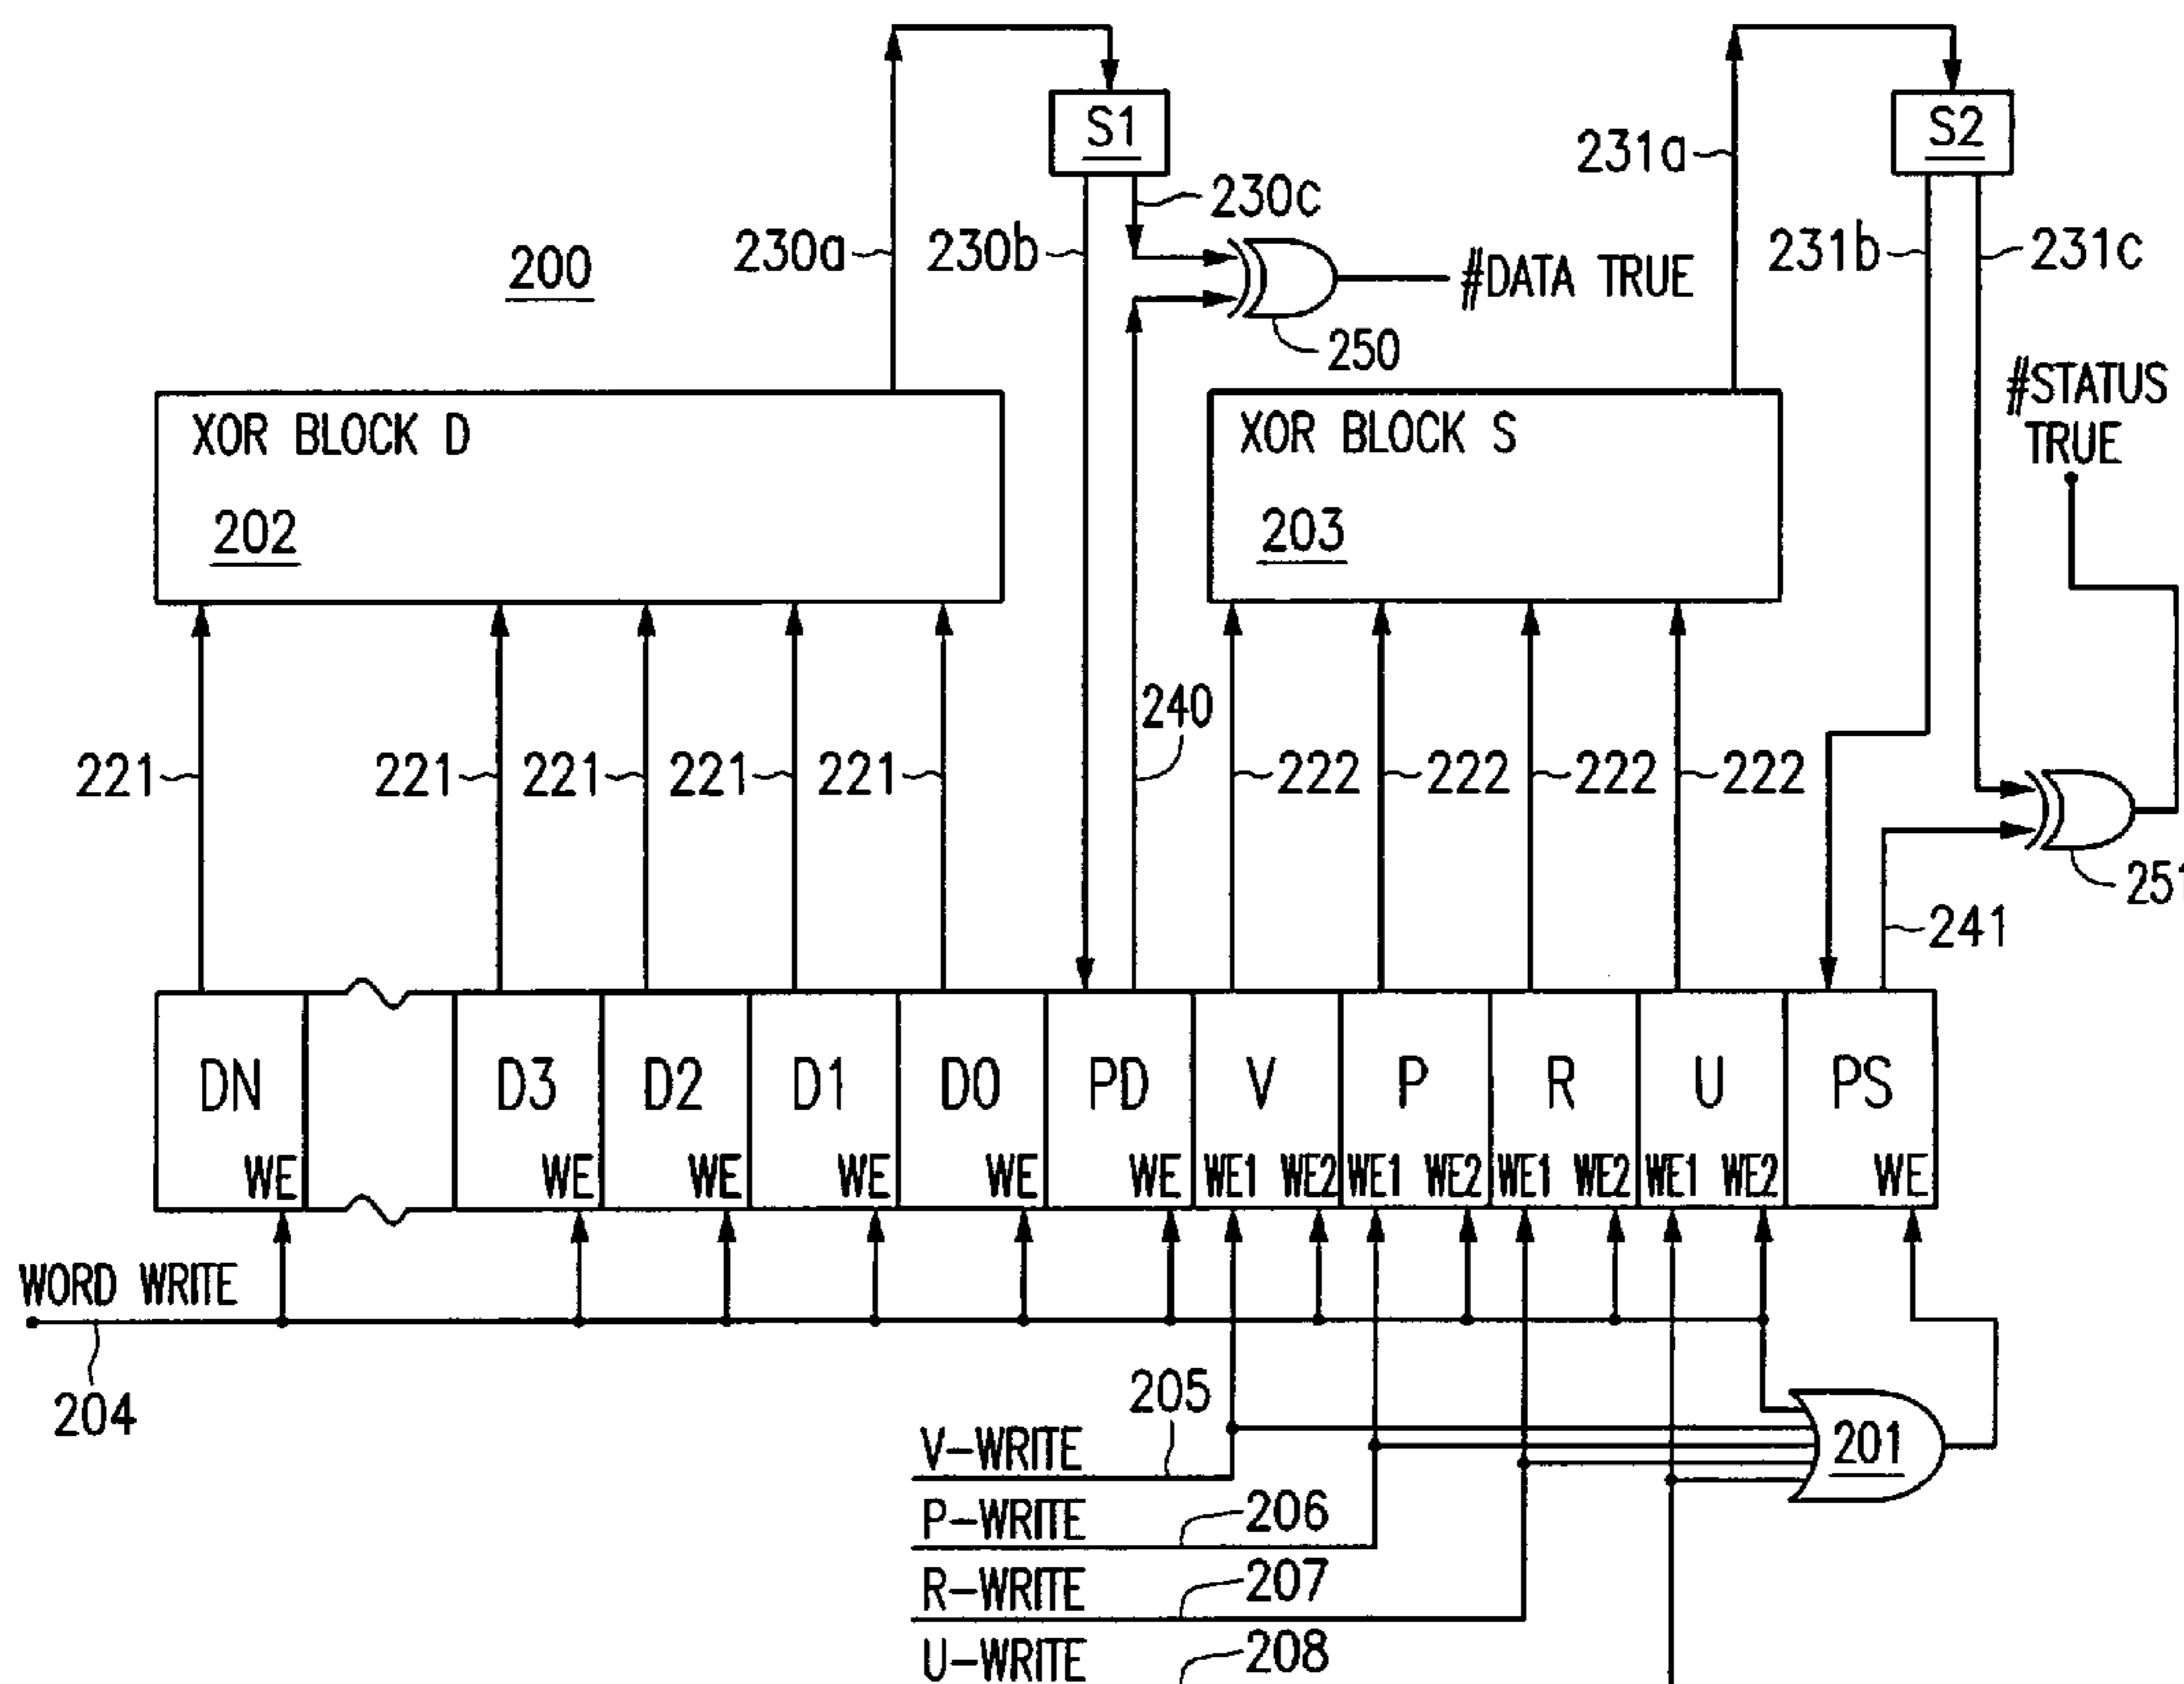 S1
S2
230c
231a
200
230a
230b
#DATA TRUE
231b
231c
250
#STATUS
TRUE
XOR BLOCK D
XOR BLOCK S
202
203
240
221
221
221
221
221
222
222
222
222
251
241
DN
D3
D2
D1
D0
PD
V
P
R
U
PS
WE
WE
WE
WE
WE
WE
WE1
WE2
WE1
WE2
WE1
WE2
WE1
WE2
WE
WORD WRITE
204
205
V-WRITE
201
P-WRITE
206
R-WRITE
207
U-WRITE
208